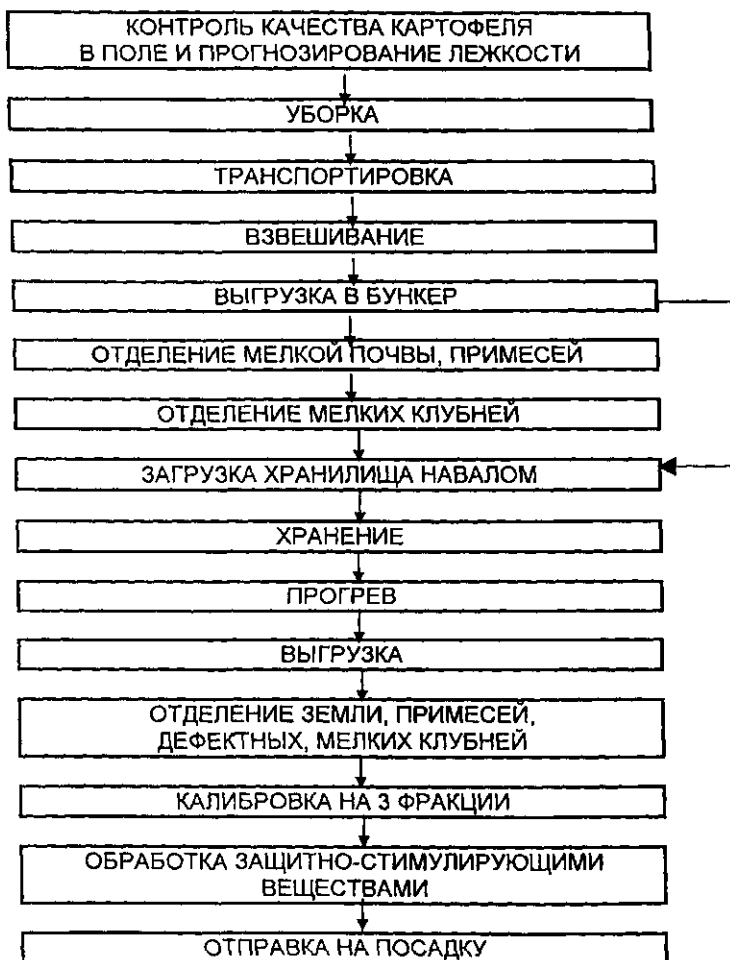 КОНТРОЛЬ КАЧЕСТВА КАРТОФЕЛЯ
В ПОЛЕ И ПРОГНОЗИРОВАНИЕ ЛЕЖКОСТИ
УБОРКА
ТРАНСПОРТИРОВКА
ВЗВЕШИВАНИЕ
ВЫГРУЗКА В БУНКЕР
ОТДЕЛЕНИЕ МЕЛКОЙ ПОЧВЫ, ПРИМЕСЕЙ
ОТДЕЛЕНИЕ МЕЛКИХ КЛУБНЕЙ
ЗАГРУЗКА ХРАНИЛИЩА НАВАЛОМ
ХРАНЕНИЕ
ПРОГРЕВ
ВЫГРУЗКА
ОТДЕЛЕНИЕ ЗЕМЛИ, ПРИМЕСЕЙ,
ДЕФЕКТНЫХ, МЕЛКИХ КЛУБНЕЙ
КАЛИБРОВКА НА 3 ФРАКЦИИ
ОБРАБОТКА ЗАЩИТНО-СТИМУЛИРУЮЩИМИ
ВЕЩЕСТВАМИ
ОТПРАВКА НА ПОСАДКУ